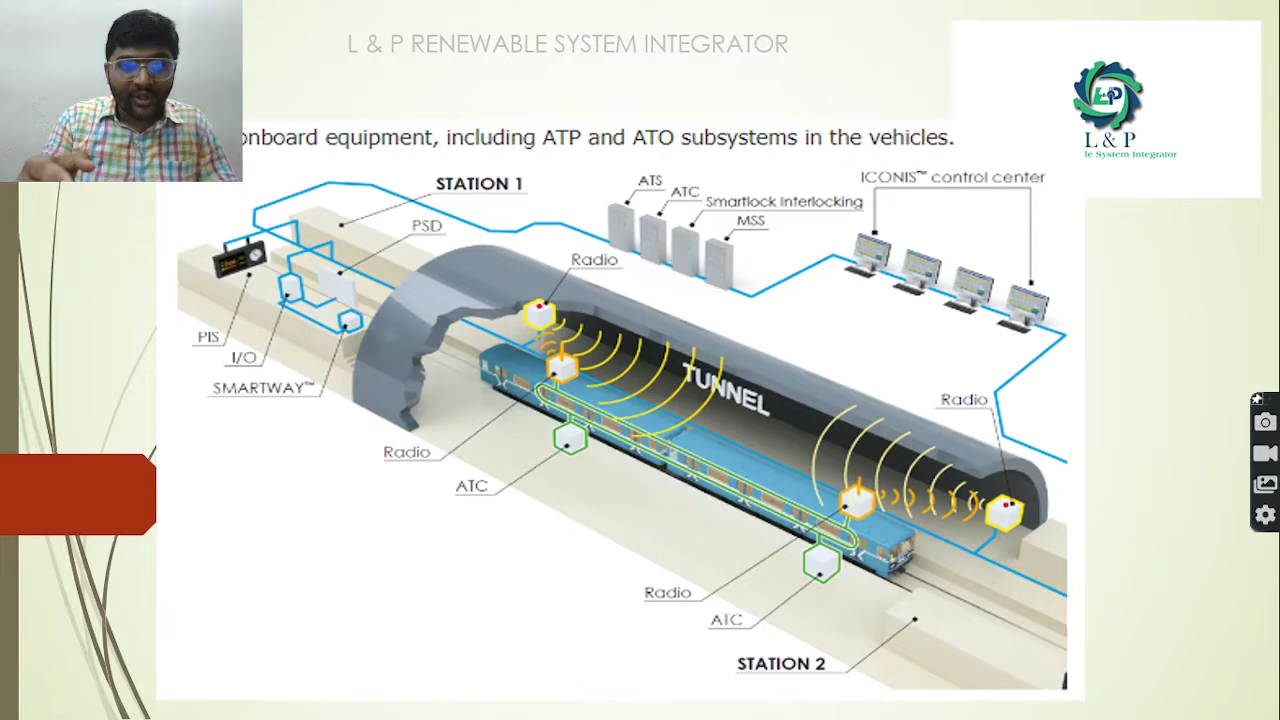 L & P RENEWABLE SYSTEM INTEGRATOR
L&P
L & P
le System Integrator
onboard equipment, including ATP and ATO subsystems in the vehicles.
STATION 1
ATS
ATC
Smartlock Interlocking
MSS
ICONIS™ control center
PSD
Radio
PIS
I/O
SMARTWAY™
TUNNEL
Radio
Radio
ATC
Radio
ATC
STATION 2